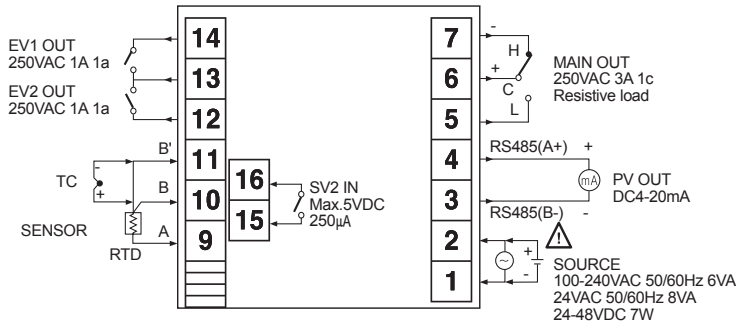 EV1 OUT
250VAC 1A 1a
EV2 OUT
250VAC 1A 1a
14
13
12
11
10
9
B'
B
A
-
TC
+
SENSOR
RTD
16
15
SV2 IN
Max.5VDC
250µA
7
6
5
4
3
2
1
-
H
+
C
L
MAIN OUT
250VAC 3A 1c
Resistive load
RS485(A+) +
mA
PV OUT
DC4-20mA
RS485(B-) -
!
~
+
-
SOURCE
100-240VAC 50/60Hz 6VA
24VAC 50/60Hz 8VA
24-48VDC 7W